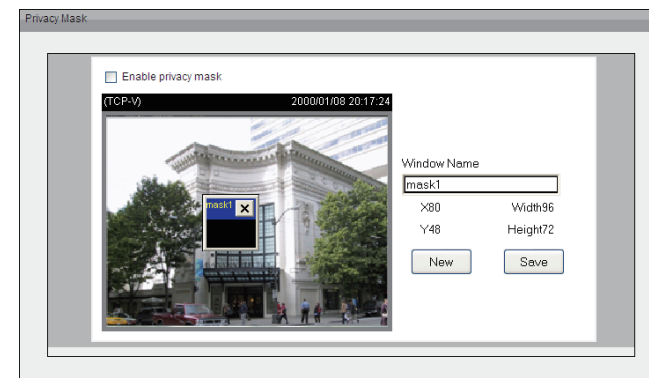 Privacy Mask
Enable privacy mask
(TCP-V) 2000/01/08 20:17:24
mask1
Window Name
mask1
X80 Width96
Y48 Height72
New Save